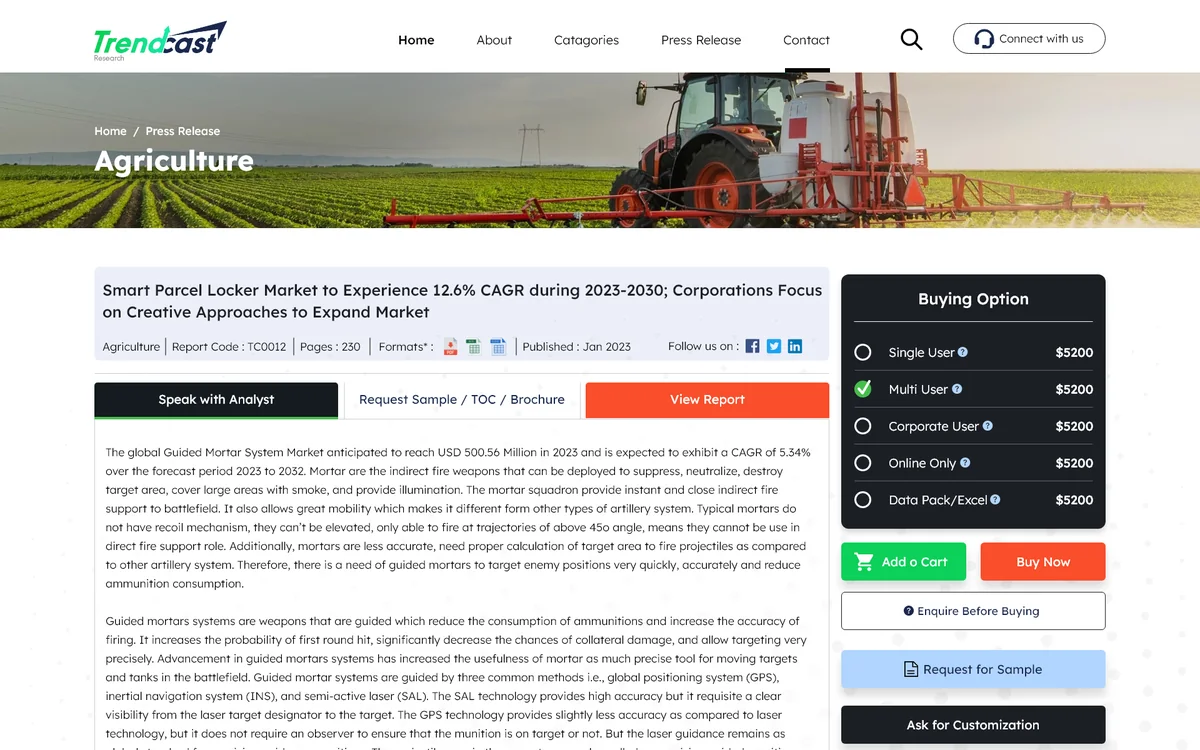 Trendcast
Research
Home
About
Catagories
Press Release
Contact
Connect with us
Home / Press Release
Agriculture
Smart Parcel Locker Market to Experience 12.6% CAGR during 2023-2030; Corporations Focus
on Creative Approaches to Expand Market
Agriculture | Report Code : TC0012 | Pages : 230 | Formats* :
PDF
| Published : Jan 2023
Follow us on :
Speak with Analyst
Request Sample / TOC / Brochure
View Report
The global Guided Mortar System Market anticipated to reach USD 500.56 Million in 2023 and is expected to exhibit a CAGR of 5.34%
over the forecast period 2023 to 2032. Mortar are the indirect fire weapons that can be deployed to suppress, neutralize, destroy
target area, cover large areas with smoke, and provide illumination. The mortar squadron provide instant and close indirect fire
support to battlefield. It also allows great mobility which makes it different form other types of artillery system. Typical mortars do
not have recoil mechanism, they can't be elevated, only able to fire at trajectories of above 45o angle, means they cannot be use in
direct fire support role. Additionally, mortars are less accurate, need proper calculation of target area to fire projectiles as compared
to other artillery system. Therefore, there is a need of guided mortars to target enemy positions very quickly, accurately and reduce
ammunition consumption.
Guided mortars systems are weapons that are guided which reduce the consumption of ammunitions and increase the accuracy of
firing. It increases the probability of first round hit, significantly decrease the chances of collateral damage, and allow targeting very
precisely. Advancement in guided mortars systems has increased the usefulness of mortar as much precise tool for moving targets
and tanks in the battlefield. Guided mortar systems are guided by three common methods i.e., global positioning system (GPS),
inertial navigation system (INS), and semi-active laser (SAL). The SAL technology provides high accuracy but it requisite a clear
visibility from the laser target designator to the target. The GPS technology provides slightly less accuracy as compared to laser
technology, but it does not require an observer to ensure that the munition is on target or not. But the laser guidance remains as
Buying Option
Single User ? $5200
Multi User ? $5200
Corporate User ? $5200
Online Only ? $5200
Data Pack/Excel ? $5200
Add o Cart
Buy Now
? Enquire Before Buying
Request for Sample
Ask for Customization